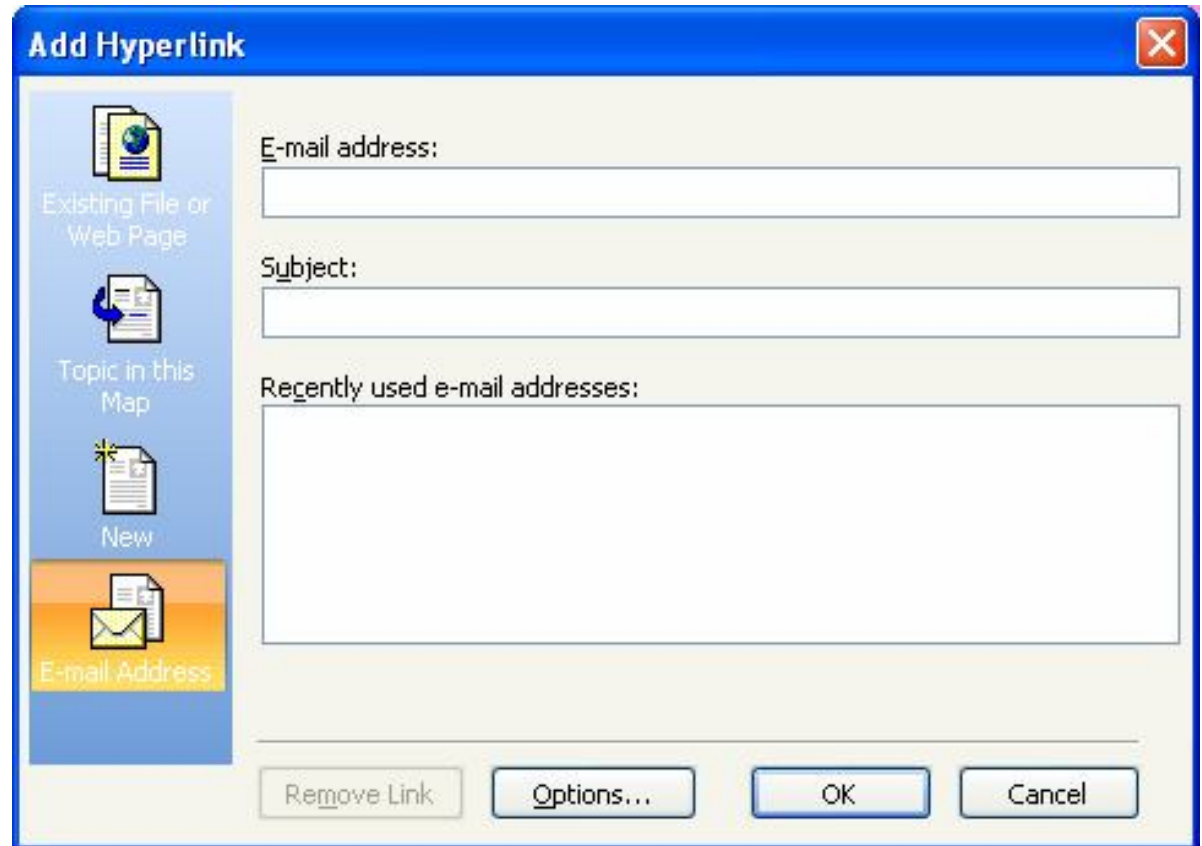 Add Hyperlink
Existing File or
Web Page
Topic in this
Map
New
E-mail Address
E-mail address:
Subject:
Recently used e-mail addresses:
Remove Link
Options...
OK
Cancel